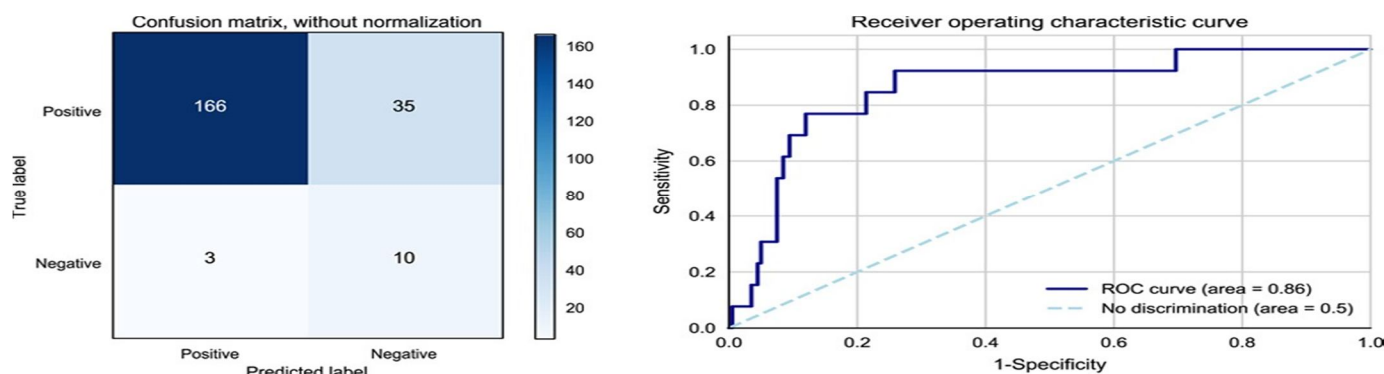 Confusion matrix, without normalization
Positive
166
35
Negative
3
10
True label
Positive
Negative
Predicted label
160
140
120
100
80
60
40
20
Receiver operating characteristic curve
1.0
0.8
0.6
0.4
0.2
0.0
Sensitivity
ROC curve (area = 0.86)
No discrimination (area = 0.5)
0.0
0.2
0.4
0.6
0.8
1.0
1-Specificity